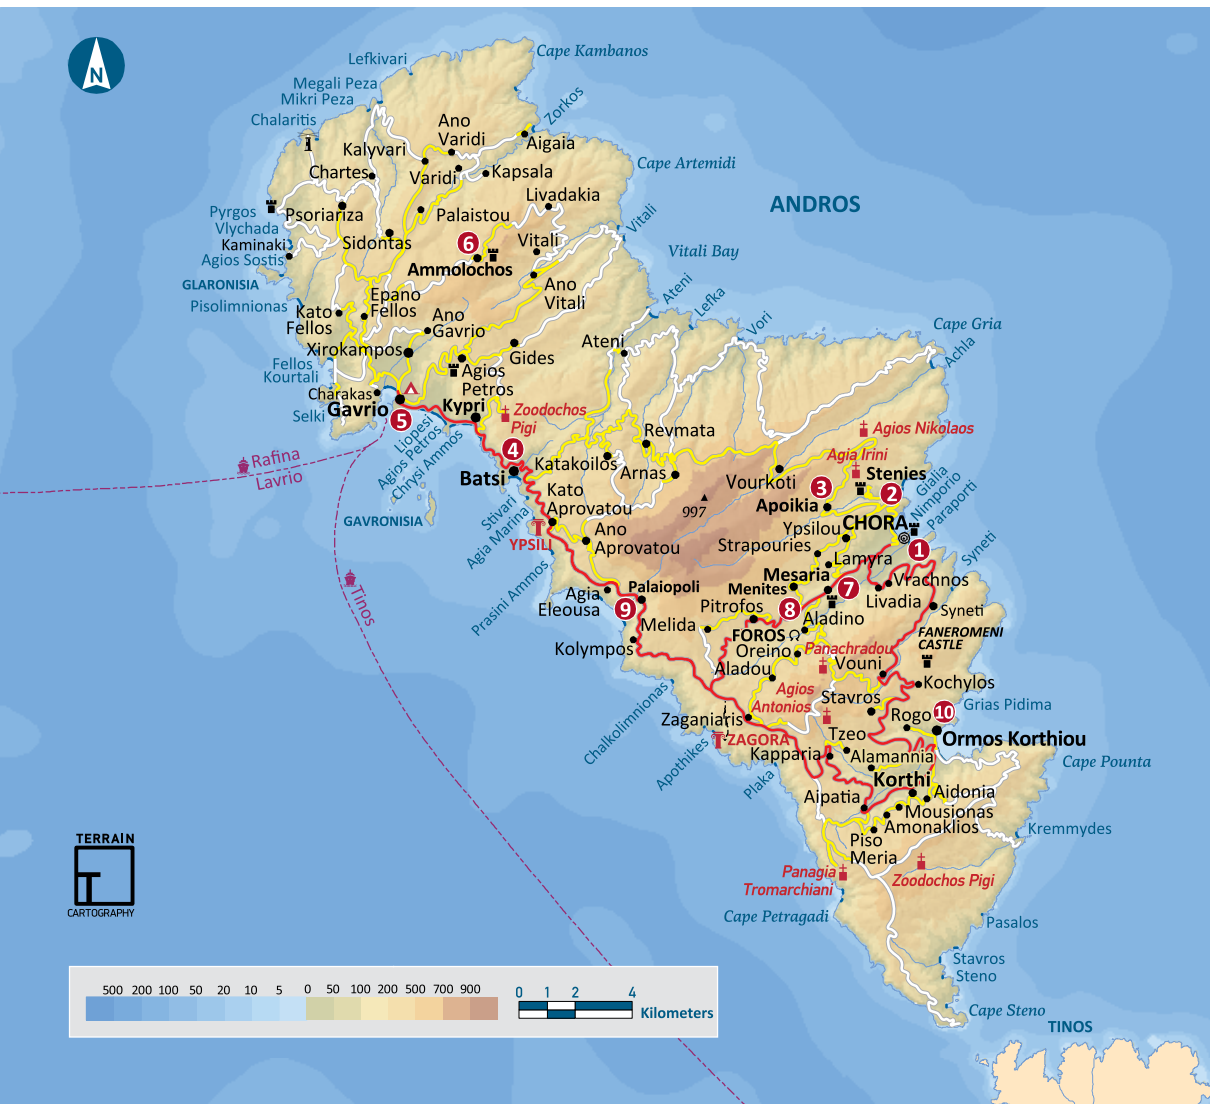 N
Cape Kambanos
Lefkivari
Megali Peza
Mikri Peza
Zorkos
Chalaritis
Ano
Varidi
Aigaia
Kalyvari
Cape Artemidi
Chartes
Varidi
Kapsala
Livadakia
ANDROS
Pyrgos
Vlychada
Psoriariza
Palaistou
Vitali
Kaminaki
Agios Sostis
Sidontas
6
Vitali
Vitali Bay
Ammolochos
GLARONISIA
Pisolimnionas
Epano
Fellos
Ano
Vitali
Ateni
Lefka
Kato
Fellos
Ano
Gavrio
Vori
Cape Gria
Xirokampos
Gides
Ateni
Achla
Fellos
Kourtali
Agios
Petros
Charakas
Gavrio
Kypri
Selki
5
Zoodochos
Pigi
Liopesi
Agios Petros
Chrysi Ammos
Revmata
Agios Nikolaos
Rafina
Lavrio
4
Batsi
Katakoilos
Arnas
Agia Irini
Stenies
Vourkoti
3
2
Gialia
Nimporio
Paraporti
Kato
Aprovatou
997
Apoikia
GAVRONISIA
Stivari
Agia Marina
YPSILI
Ano
Aprovatou
Ypsilou
CHORA
Strapouries
1
Syneti
Lamyra
Prasini Ammos
Mesaria
Vrachnos
Tinos
Agia
Eleousa
Palaiopoli
Menites
7
Livadia
9
Pitrofos
8
Syneti
Melida
Aladino
Kolympos
FOROS
FANEROMENI
CASTLE
Oreino
Panachradou
Aladou
Vouni
Kochylos
Chalkolimnionas
Agios
Antonios
Stavros
Grias Pidima
Zaganiaris
Rogo
10
Apothikes
ZAGORA
Tzeo
Ormos Korthiou
Kapparia
Alamannia
Cape Pounta
Plaka
Korthi
Aipatia
Aidonia
Mousionas
Amonaklios
Kremmydes
Piso
Meria
TERRAIN
T
CARTOGRAPHY
Panagia
Tromarchiani
Zoodochos Pigi
Cape Petragadi
Pasalos
Stavros
Steno
Cape Steno
TINOS
500 200 100 50 20 10 5 0 50 100 200 500 700 900
0 1 2 4
Kilometers